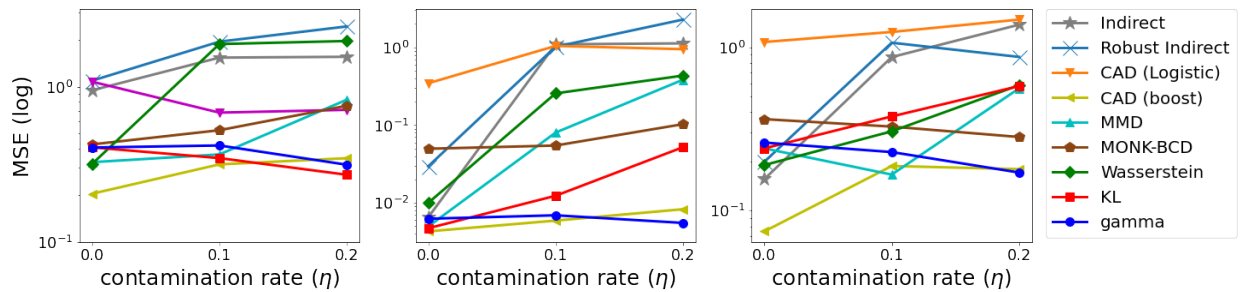 MSE (log)
10⁰
10⁻¹
0.0 0.1 0.2
contamination rate (η)
10⁰
10⁻¹
10⁻²
0.0 0.1 0.2
contamination rate (η)
10⁰
10⁻¹
0.0 0.1 0.2
contamination rate (η)
Indirect
Robust Indirect
CAD (Logistic)
CAD (boost)
MMD
MONK-BCD
Wasserstein
KL
gamma